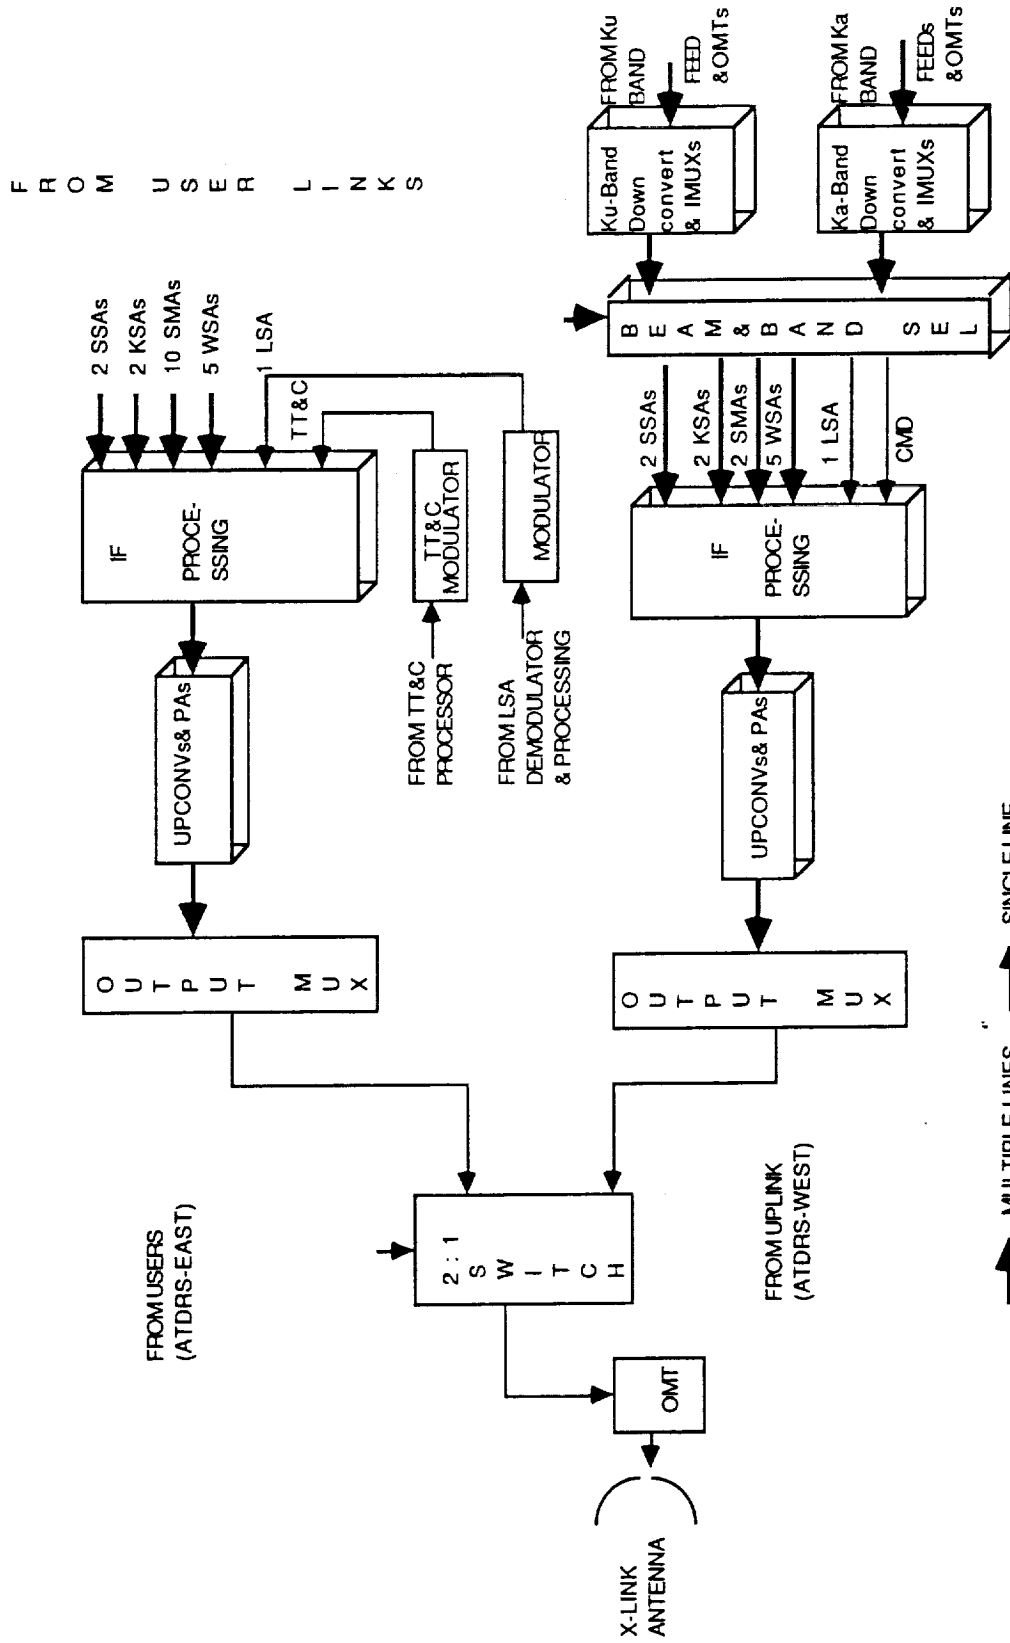 FROM USER LINKS
2 SSAs
2 KSAs
10 SMAs
5 WSAs
1 LSA
TT&C
IF
PROCE-
SSING
UPCONVs& PAs
OUTPUT MUX
TT&C
MODULATOR
MODULATOR
FROM TT&C
PROCESSOR
FROM LSA
DEMODULATOR
& PROCESSING
FROM USERS
(ATDRS-EAST)
2:1
SWITCH
OMT
X-LINK
ANTENNA
FROM UPLINK
(ATDRS-WEST)
OUTPUT MUX
UPCONVs& PAs
IF
PROCE-
SSING
2 SSAs
2 KSAs
2 SMAs
5 WSAs
1 LSA
CMD
BEAM&BAND SEL
Ku-Band
Down
convert
& IMUXs
FROM Ku
BAND
FEED
&OMTs
Ka-Band
Down
convert
& IMUXs
FROM Ka
BAND
FEEDs
&OMTs
MULTIPLE LINES
SINGLE LINE